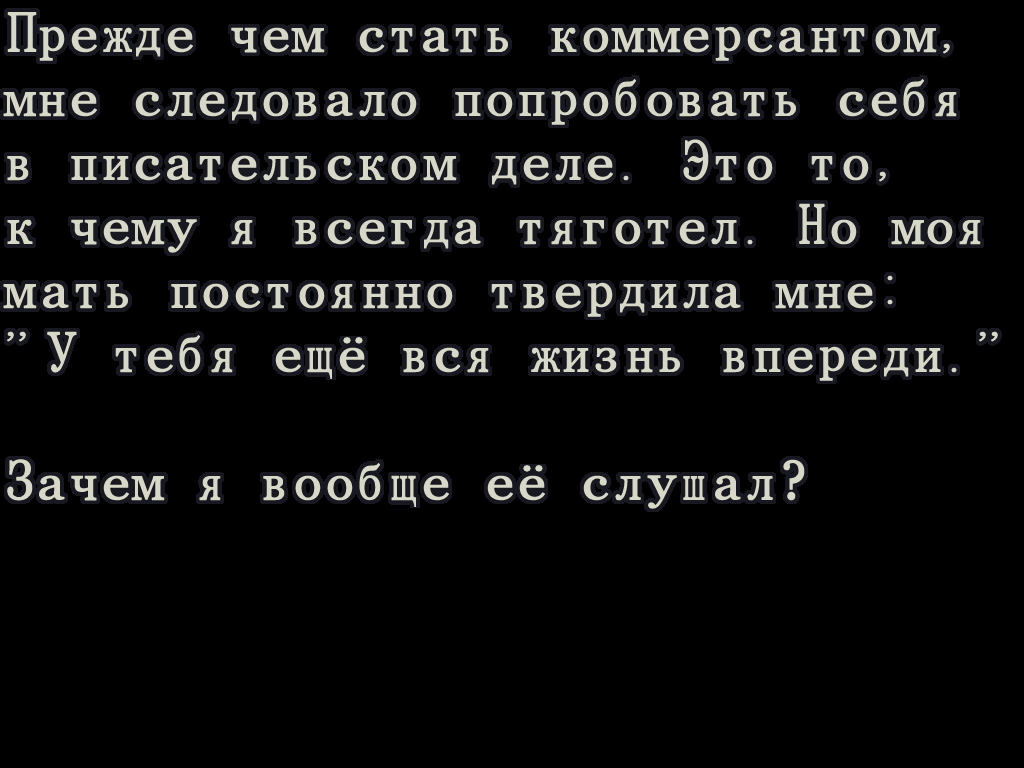 Прежде чем стать коммерсантом,
мне следовало попробовать себя
в писательском деле. Это то,
к чему я всегда тяготел. Но моя
мать постоянно твердила мне:
”У тебя ещё вся жизнь впереди.”
Зачем я вообще её слушал?